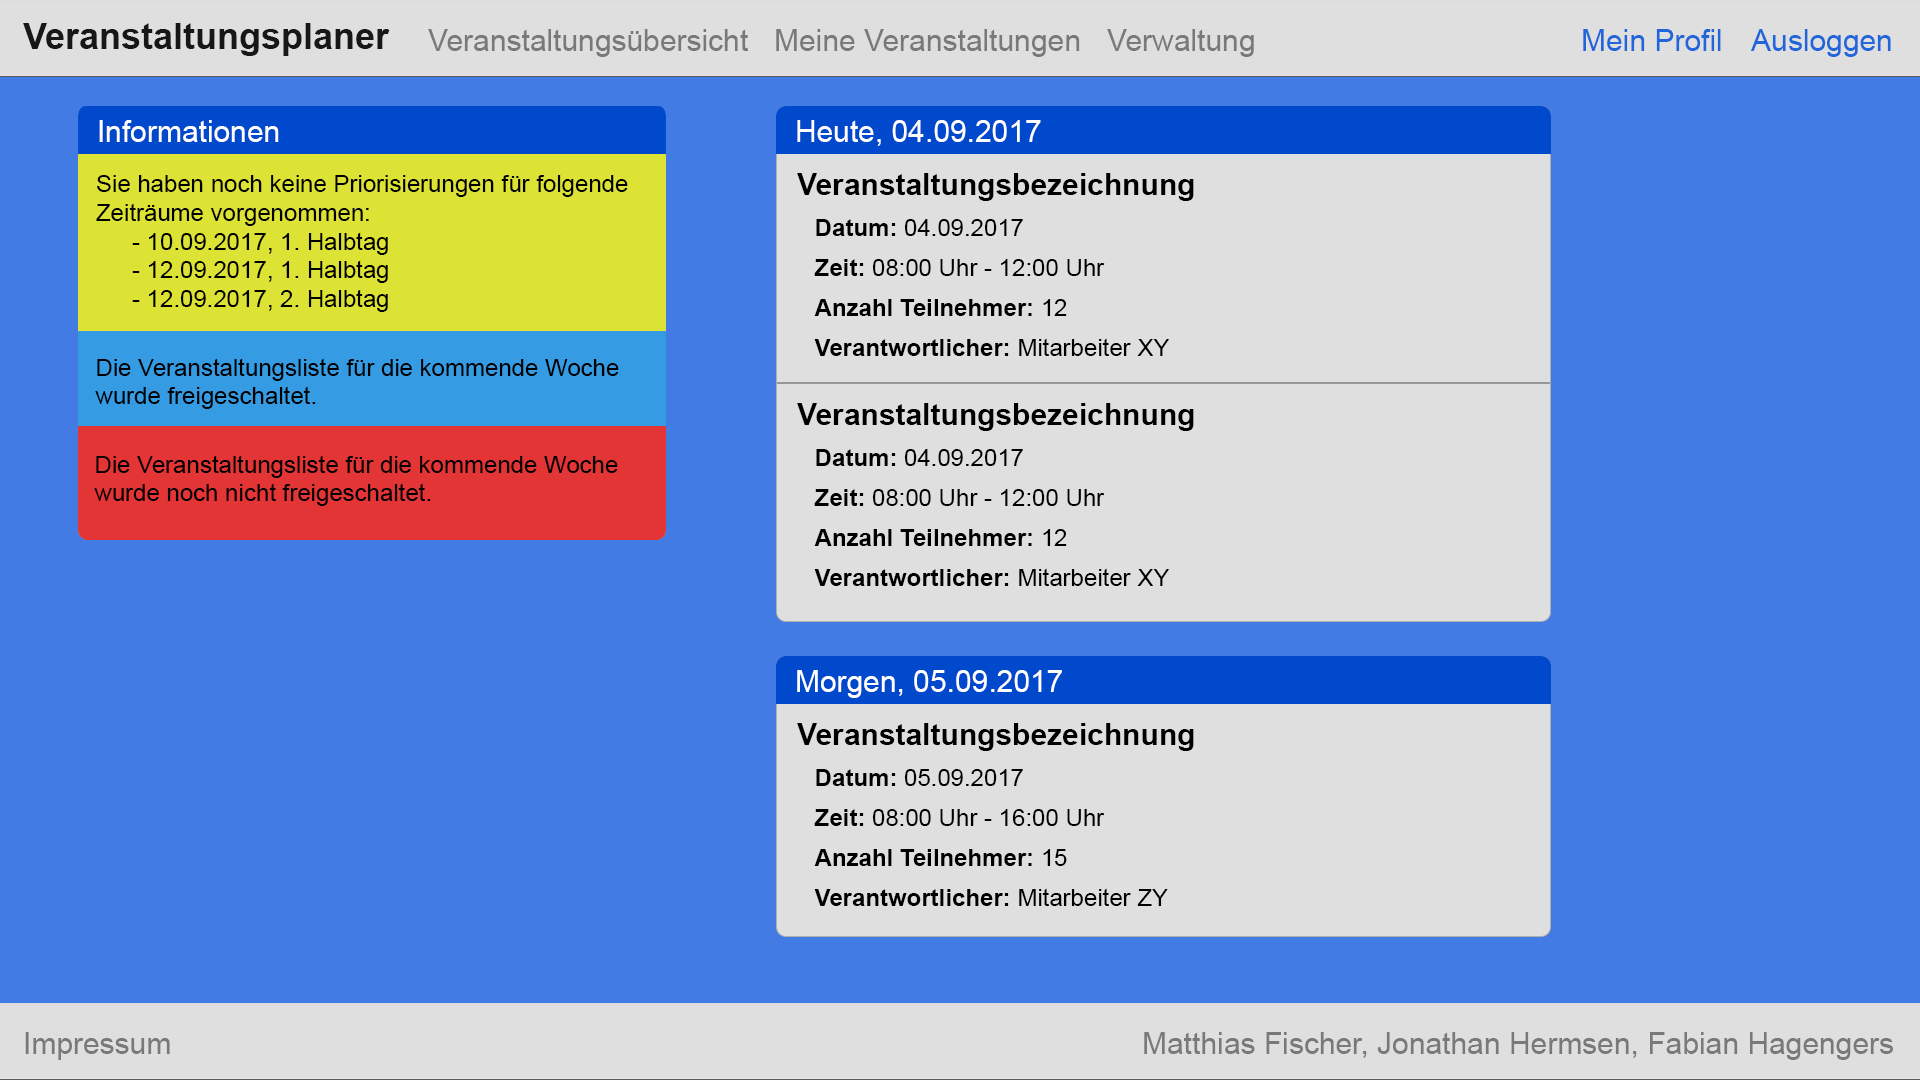 Veranstaltungsplaner Veranstaltungsübersicht Meine Veranstaltungen Verwaltung Mein Profil Ausloggen
Informationen
Sie haben noch keine Priorisierungen für folgende
Zeiträume vorgenommen:
- 10.09.2017, 1. Halbtag
- 12.09.2017, 1. Halbtag
- 12.09.2017, 2. Halbtag
Die Veranstaltungsliste für die kommende Woche
wurde freigeschaltet.
Die Veranstaltungsliste für die kommende Woche
wurde noch nicht freigeschaltet.
Heute, 04.09.2017
Veranstaltungsbezeichnung
Datum: 04.09.2017
Zeit: 08:00 Uhr - 12:00 Uhr
Anzahl Teilnehmer: 12
Verantwortlicher: Mitarbeiter XY
Veranstaltungsbezeichnung
Datum: 04.09.2017
Zeit: 08:00 Uhr - 12:00 Uhr
Anzahl Teilnehmer: 12
Verantwortlicher: Mitarbeiter XY
Morgen, 05.09.2017
Veranstaltungsbezeichnung
Datum: 05.09.2017
Zeit: 08:00 Uhr - 16:00 Uhr
Anzahl Teilnehmer: 15
Verantwortlicher: Mitarbeiter ZY
Impressum Matthias Fischer, Jonathan Hermsen, Fabian Hagengers